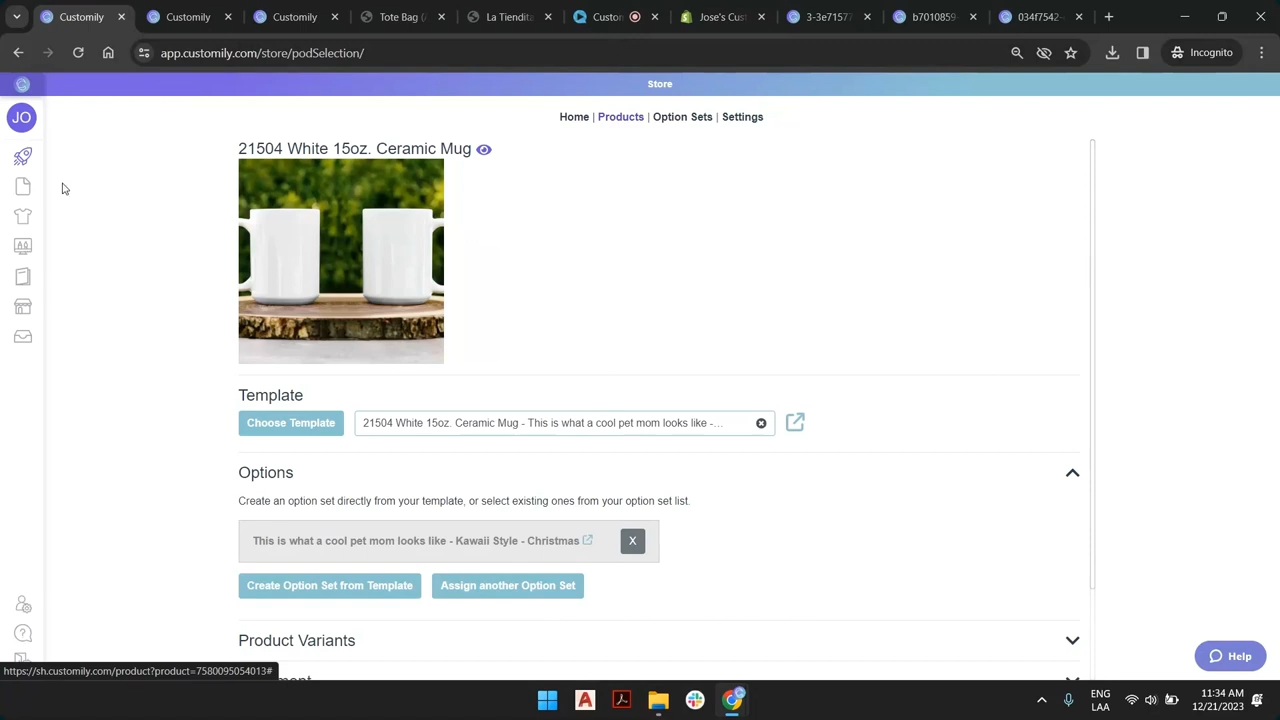 Customily
Customily
Customily
Tote Bag (
La Tiendita
Custon
Jose's Cust
3-3e71577
b7010859-
034f7542-
app.customily.com/store/podSelection/
Incognito
Store
JO
Home | Products | Option Sets | Settings
21504 White 15oz. Ceramic Mug
Template
Choose Template
21504 White 15oz. Ceramic Mug - This is what a cool pet mom looks like -...
Options
Create an option set directly from your template, or select existing ones from your option set list.
This is what a cool pet mom looks like - Kawaii Style - Christmas
X
Create Option Set from Template
Assign another Option Set
Product Variants
Help
https://sh.customily.com/product?product=7580095054013#
ENG
LAA
11:34 AM
12/21/2023